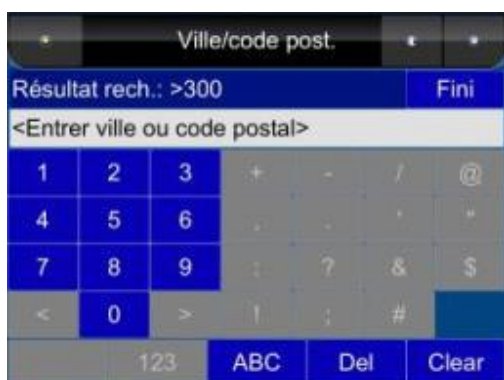 Ville/code post.
Résultat rech.: >300 Fini
<Entrer ville ou code postal>
1 2 3 + - / @
4 5 6 . "
7 8 9 : ? & $
< 0 > ! ; #
123 ABC Del Clear